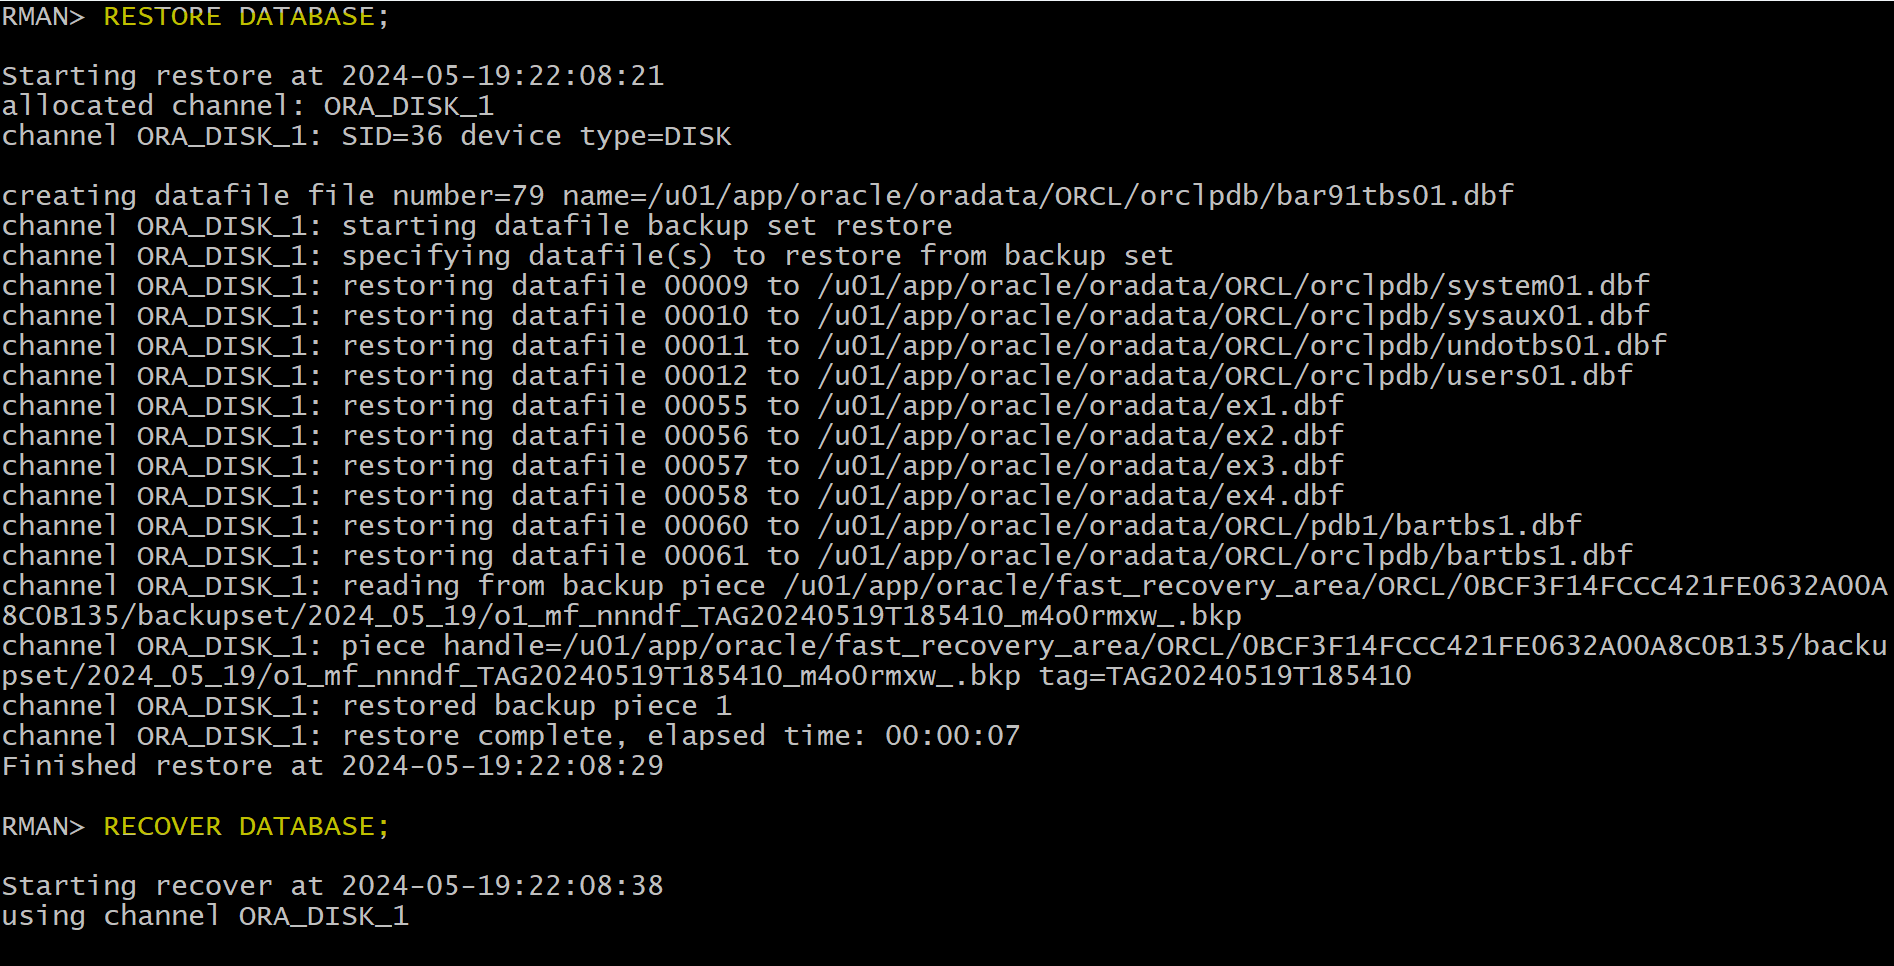 RMAN> RESTORE DATABASE;
Starting restore at 2024-05-19:22:08:21
allocated channel: ORA_DISK_1
channel ORA_DISK_1: SID=36 device type=DISK
creating datafile file number=79 name=/u01/app/oracle/oradata/ORCL/orclpdb/bar91tbs01.dbf
channel ORA_DISK_1: starting datafile backup set restore
channel ORA_DISK_1: specifying datafile(s) to restore from backup set
channel ORA_DISK_1: restoring datafile 00009 to /u01/app/oracle/oradata/ORCL/orclpdb/system01.dbf
channel ORA_DISK_1: restoring datafile 00010 to /u01/app/oracle/oradata/ORCL/orclpdb/sysaux01.dbf
channel ORA_DISK_1: restoring datafile 00011 to /u01/app/oracle/oradata/ORCL/orclpdb/undotbs01.dbf
channel ORA_DISK_1: restoring datafile 00012 to /u01/app/oracle/oradata/ORCL/orclpdb/users01.dbf
channel ORA_DISK_1: restoring datafile 00055 to /u01/app/oracle/oradata/ex1.dbf
channel ORA_DISK_1: restoring datafile 00056 to /u01/app/oracle/oradata/ex2.dbf
channel ORA_DISK_1: restoring datafile 00057 to /u01/app/oracle/oradata/ex3.dbf
channel ORA_DISK_1: restoring datafile 00058 to /u01/app/oracle/oradata/ex4.dbf
channel ORA_DISK_1: restoring datafile 00060 to /u01/app/oracle/oradata/ORCL/pdb1/bartbs1.dbf
channel ORA_DISK_1: restoring datafile 00061 to /u01/app/oracle/oradata/ORCL/orclpdb/bartbs1.dbf
channel ORA_DISK_1: reading from backup piece /u01/app/oracle/fast_recovery_area/ORCL/0BCF3F14FCCC421FE0632A00A
8C0B135/backupset/2024_05_19/o1_mf_nnndf_TAG20240519T185410_m4o0rmxw_.bkp
channel ORA_DISK_1: piece handle=/u01/app/oracle/fast_recovery_area/ORCL/0BCF3F14FCCC421FE0632A00A8C0B135/backu
pset/2024_05_19/o1_mf_nnndf_TAG20240519T185410_m4o0rmxw_.bkp tag=TAG20240519T185410
channel ORA_DISK_1: restored backup piece 1
channel ORA_DISK_1: restore complete, elapsed time: 00:00:07
Finished restore at 2024-05-19:22:08:29
RMAN> RECOVER DATABASE;
Starting recover at 2024-05-19:22:08:38
using channel ORA_DISK_1